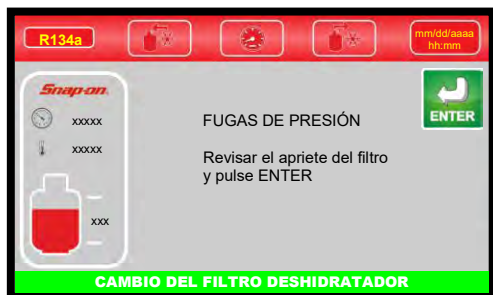 R134a
mm/dd/aaaa
hh:mm
Snap-on
xxxxx
xxxxx
xxx
FUGAS DE PRESIÓN
Revisar el apriete del filtro
y pulse ENTER
ENTER
CAMBIO DEL FILTRO DESHIDRATADOR